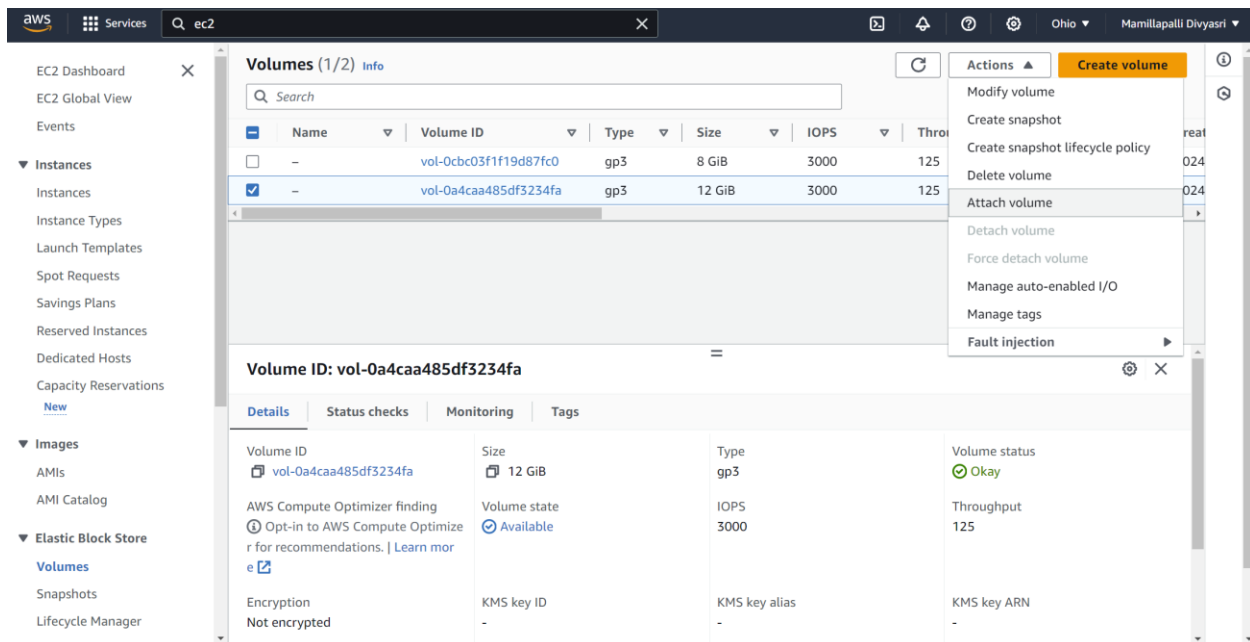 aws Services ec2 Ohio Mamillapalli Divyasri
EC2 Dashboard
EC2 Global View
Events
Instances
Instances
Instance Types
Launch Templates
Spot Requests
Savings Plans
Reserved Instances
Dedicated Hosts
Capacity Reservations
New
Images
AMIs
AMI Catalog
Elastic Block Store
Volumes
Snapshots
Lifecycle Manager
Volumes (1/2) Info
Actions Create volume
Search
Name Volume ID Type Size IOPS Throu reat
– vol-0cbc03f1f19d87fc0 gp3 8 GiB 3000 125 024
– vol-0a4caa485df3234fa gp3 12 GiB 3000 125 024
Modify volume
Create snapshot
Create snapshot lifecycle policy
Delete volume
Attach volume
Detach volume
Force detach volume
Manage auto-enabled I/O
Manage tags
Fault injection
Volume ID: vol-0a4caa485df3234fa
Details Status checks Monitoring Tags
Volume ID Size Type Volume status
vol-0a4caa485df3234fa 12 GiB gp3 Okay
AWS Compute Optimizer finding Volume state IOPS Throughput
Opt-in to AWS Compute Optimize Available 3000 125
r for recommendations. | Learn mor
e
Encryption KMS key ID KMS key alias KMS key ARN
Not encrypted - - -